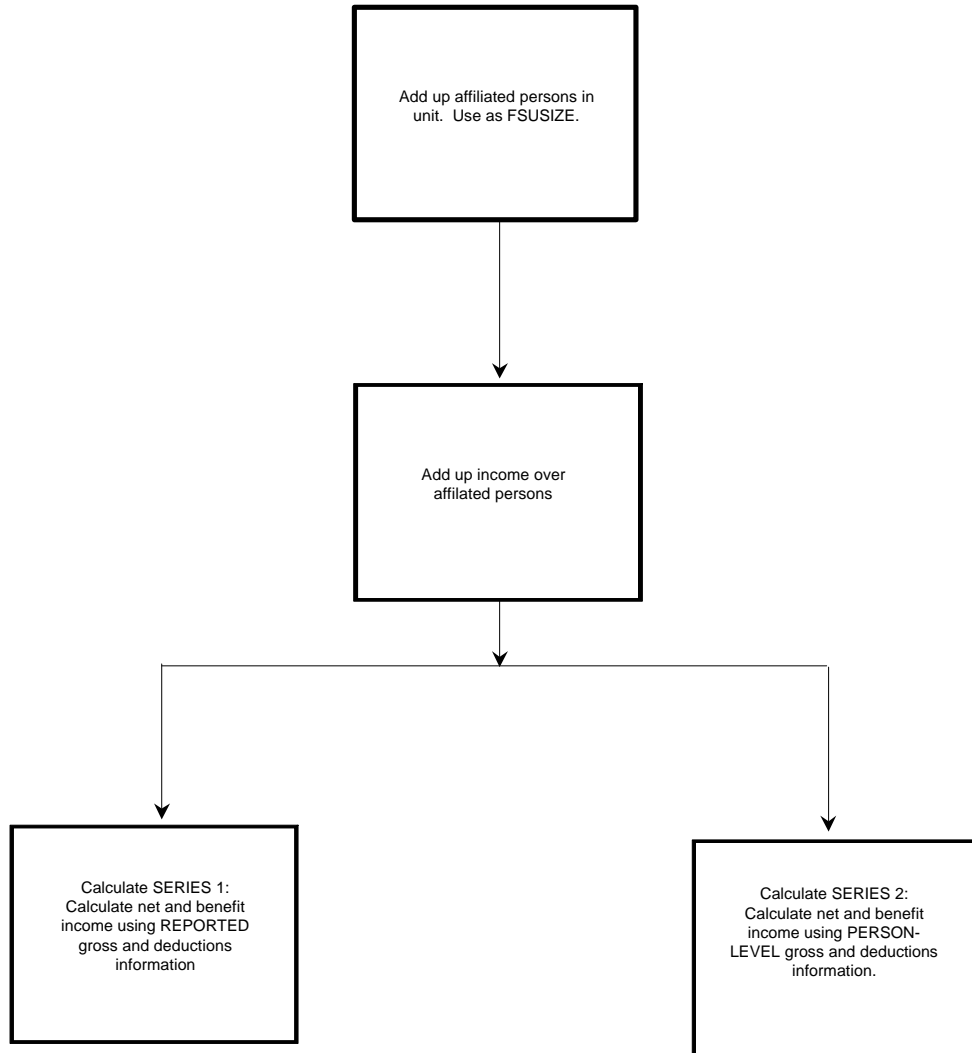 Add up affiliated persons in
unit.  Use as FSUSIZE.
Add up income over
affilated persons
Calculate SERIES 1:
Calculate net and benefit
income using REPORTED
gross and deductions
information
Calculate SERIES 2:
Calculate net and benefit
income using PERSON-
LEVEL gross and deductions
information.